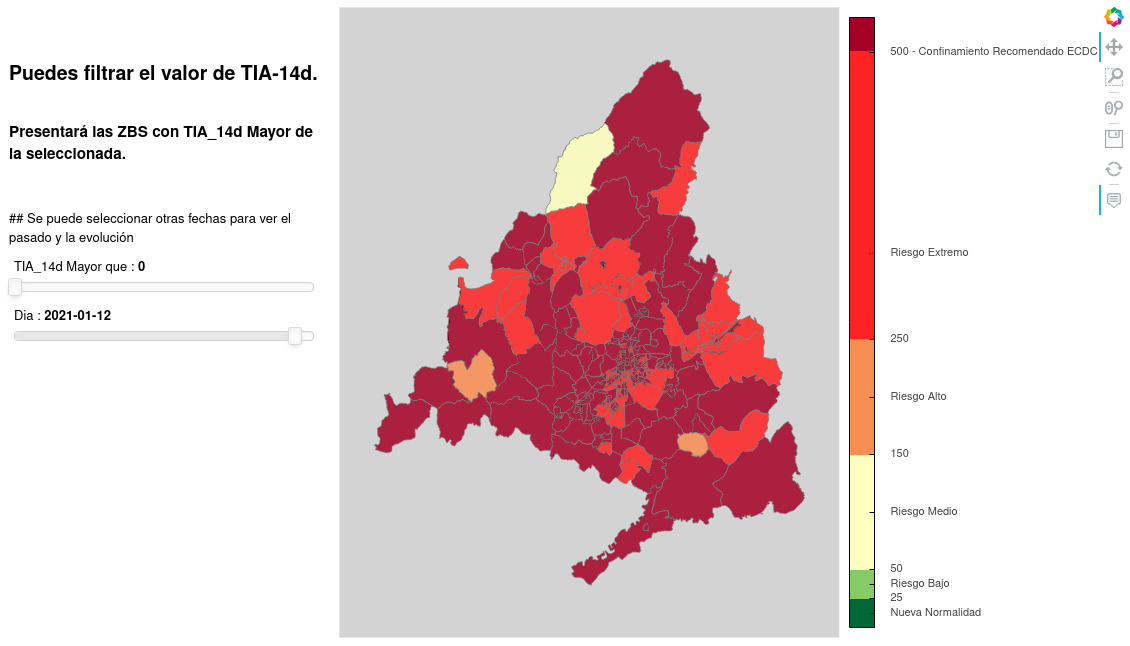 Puedes filtrar el valor de TIA-14d.
Presentará las ZBS con TIA_14d Mayor de
la seleccionada.
## Se puede seleccionar otras fechas para ver el
pasado y la evolución
TIA_14d Mayor que : 0
Dia : 2021-01-12
500 - Confinamiento Recomendado ECDC
Riesgo Extremo
250
Riesgo Alto
150
Riesgo Medio
50
Riesgo Bajo
25
Nueva Normalidad